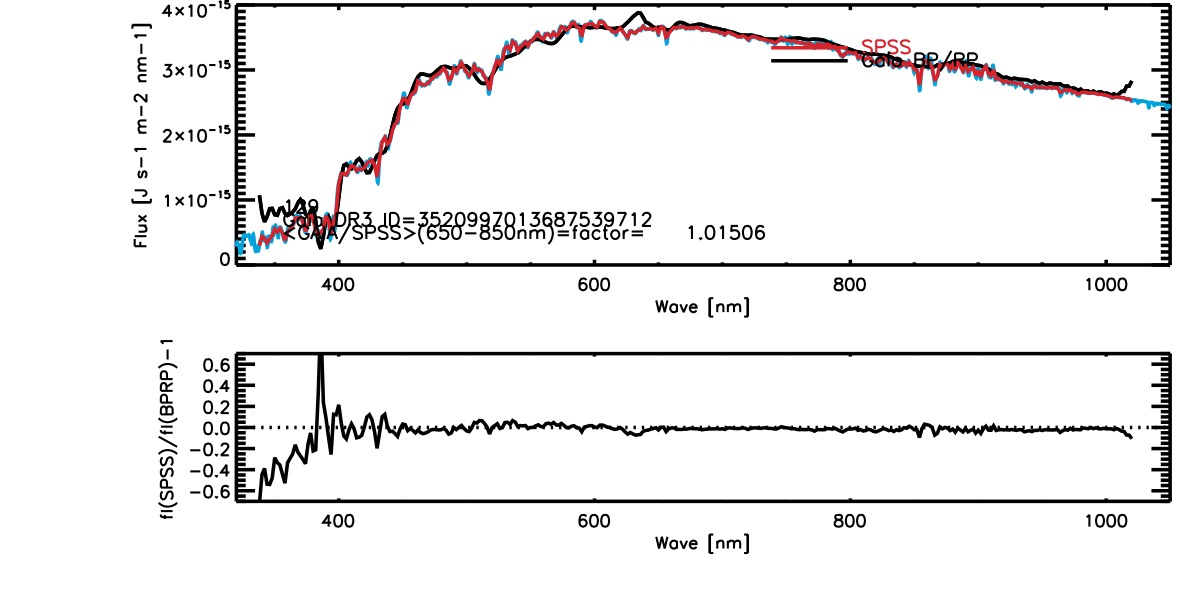 4×10⁻¹⁵
3×10⁻¹⁵
2×10⁻¹⁵
1×10⁻¹⁵
0
Flux [J s−1 m−2 nm−1]
SPSS
Gaia BP/RP
129
Gaia DR3 ID=3520997013687539712
<GAIA/SPSS>(650−850nm)=factor= 1.01506
400 600 800 1000
Wave [nm]
fl(SPSS)/fl(BPRP)−1
0.6
0.4
0.2
0.0
−0.2
−0.4
−0.6
400 600 800 1000
Wave [nm]